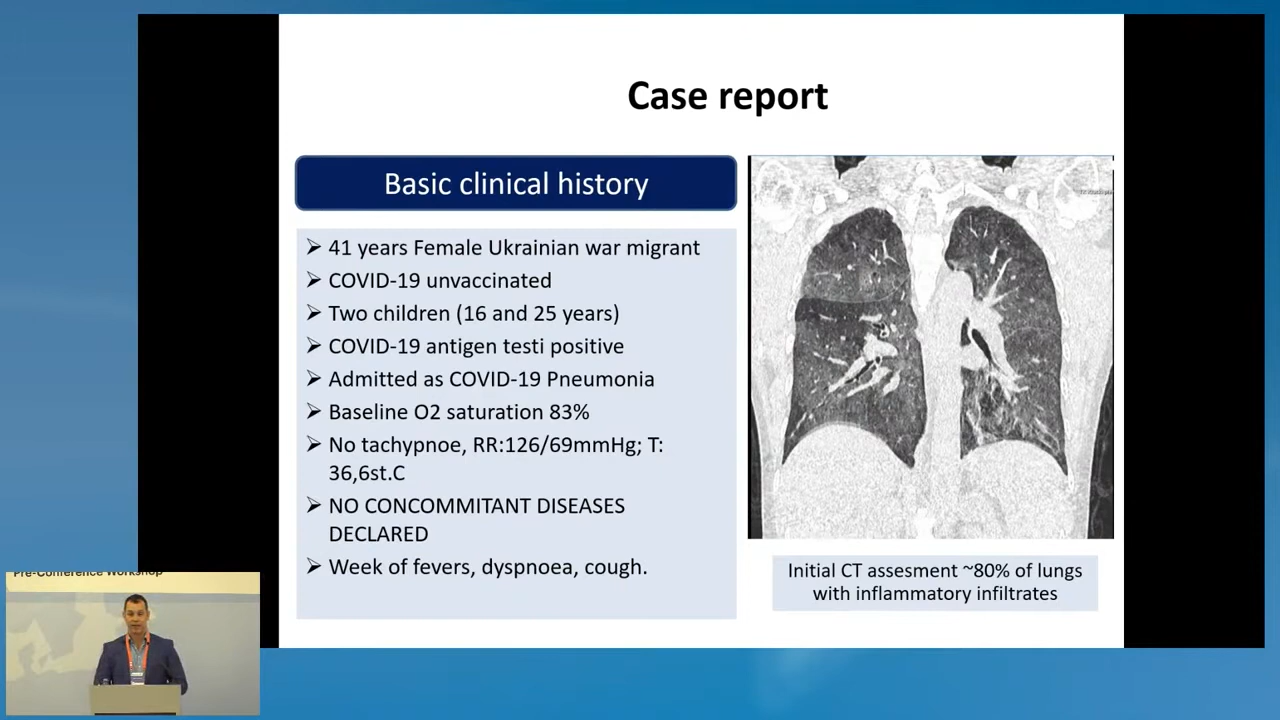 Case report
Basic clinical history
➢ 41 years Female Ukrainian war migrant
➢ COVID-19 unvaccinated
➢ Two children (16 and 25 years)
➢ COVID-19 antigen testi positive
➢ Admitted as COVID-19 Pneumonia
➢ Baseline O2 saturation 83%
➢ No tachypnoe, RR:126/69mmHg; T:
36,6st.C
➢ NO CONCOMMITANT DISEASES
DECLARED
➢ Week of fevers, dyspnoea, cough.
Initial CT assesment ~80% of lungs
with inflammatory infiltrates
Pre-Conference Workshop